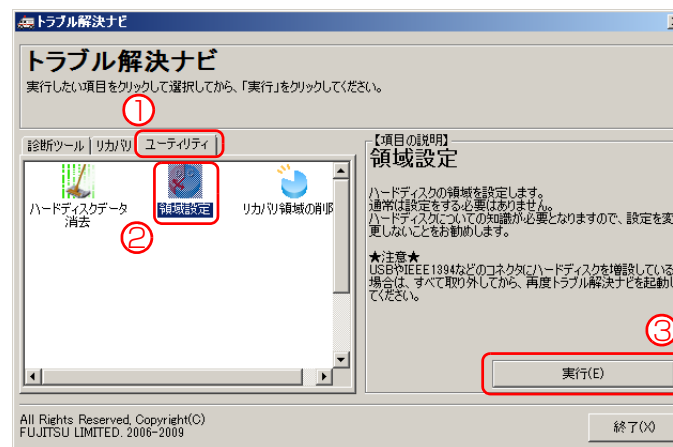 トラブル解決ナビ
トラブル解決ナビ
実行したい項目をクリックして選択してから、「実行」をクリックしてください。
①
診断ツール
リカバリ
ユーティリティ
ハードディスクデータ
消去
領域設定
リカバリ領域の削除
②
【項目の説明】
領域設定
ハードディスクの領域を設定します。
通常は設定をする必要はありません。
ハードディスクについての知識が必要となりますので、設定を変
更しないことをお勧めします。
★注意★
USBやIEEE1394などのコネクタにハードディスクを増設している
場合は、すべて取り外してから、再度トラブル解決ナビを起動し
てください。
③
実行(E)
All Rights Reserved, Copyright(C)
FUJITSU LIMITED. 2006-2009
終了(X)